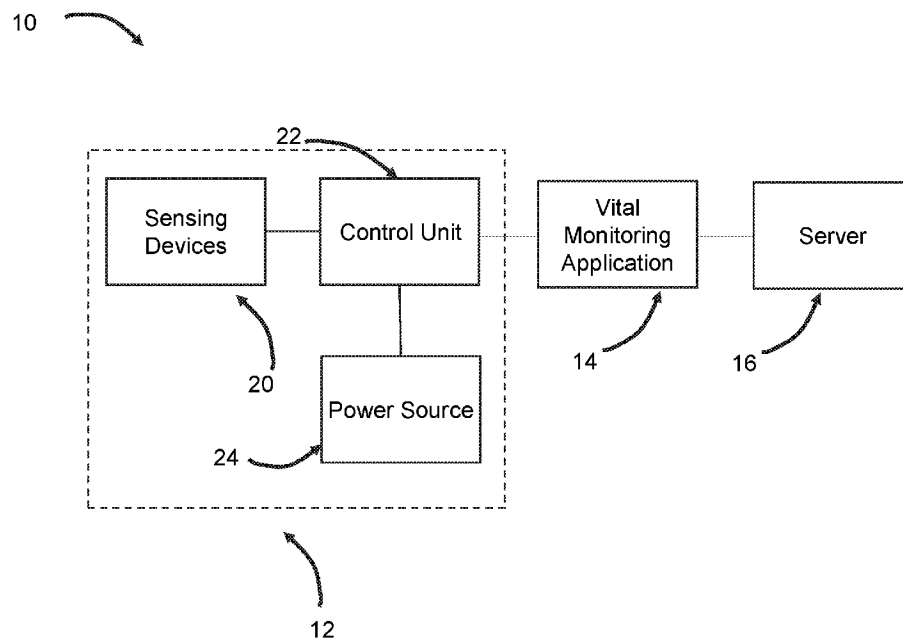 10
22
Sensing
Devices
Control Unit
Vital
Monitoring
Application
Server
20
14
16
Power Source
24
12